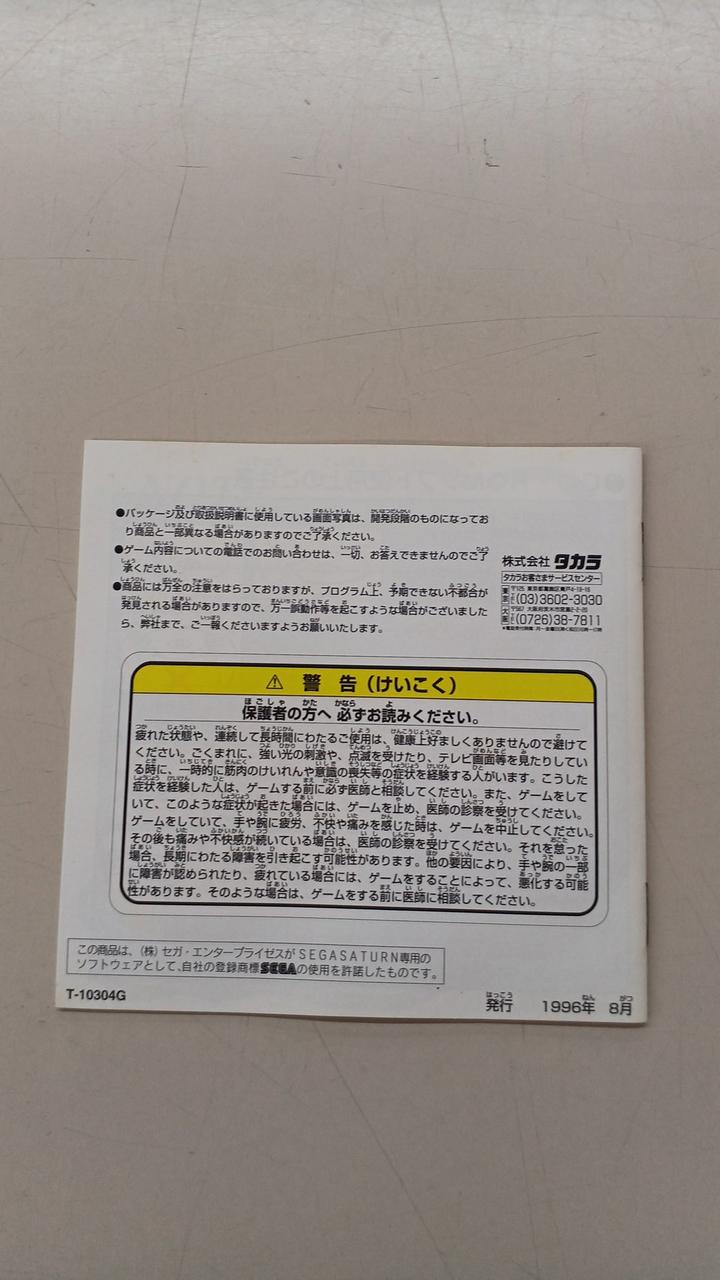 ●パッケージ及び取扱説明書に使用している画面写真は、開発段階のものになってお
り商品と一部異なる場合がありますのでご了承ください。
●ゲーム内容についての電話でのお問い合わせは、一切、お答えできませんのでご了
承ください。
●商品には万全の注意をはらっておりますが、プログラム上、予期できない不都合が
発見される場合がありますので、万一誤動作等を起こすような場合がございました
ら、弊社まで、ご一報くださいますようお願いいたします。
株式会社 タカラ
タカラお客さまサービスセンター
東京 〒125 東京都葛飾区青戸4-19-16
TEL(03)3602-3030
大阪 〒567 大阪府茨木市
TEL(0726)38-7811
⚠ 警 告(けいこく)
保護者の方へ 必ずお読みください。
疲れた状態や、連続して長時間にわたるご使用は、健康上好ましくありませんので避けて
ください。ごくまれに、強い光の刺激や、点滅を受けたり、テレビ画面等を見たりしてい
る時に、一時的に筋肉のけいれんや意識の喪失等の症状を経験する人がいます。こうした
症状を経験した人は、ゲームする前に必ず医師と相談してください。また、ゲームをして
いて、このような症状が起きた場合には、ゲームを止め、医師の診察を受けてください。
ゲームをしていて、手や腕に疲労、不快や痛みを感じた時は、ゲームを中止してください。
その後も痛みや不快感が続いている場合は、医師の診察を受けてください。それを怠った
場合、長期にわたる障害を引き起こす可能性があります。他の要因により、手や腕の一部
に障害が認められたり、疲れている場合には、ゲームをすることによって、悪化する可能
性があります。そのような場合は、ゲームをする前に医師に相談してください。
この商品は、(株)セガ・エンタープライゼスがSEGASATURN専用の
ソフトウェアとして、自社の登録商標SEGAの使用を許諾したものです。
T-10304G
発行 1996年 8月